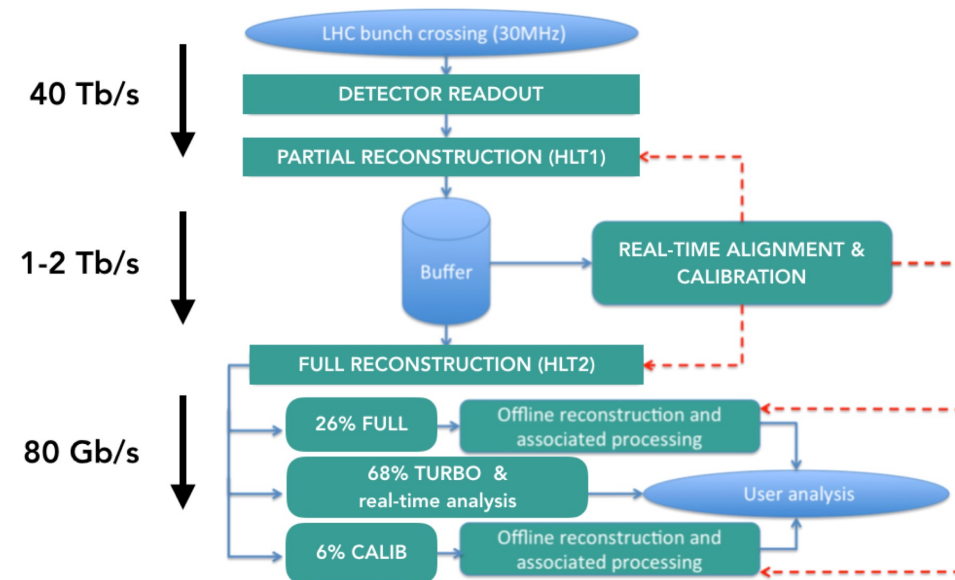 LHC bunch crossing (30MHz)
40 Tb/s
DETECTOR READOUT
PARTIAL RECONSTRUCTION (HLT1)
1-2 Tb/s
Buffer
REAL-TIME ALIGNMENT &
CALIBRATION
FULL RECONSTRUCTION (HLT2)
80 Gb/s
26% FULL
Offline reconstruction and
associated processing
68% TURBO &
real-time analysis
User analysis
6% CALIB
Offline reconstruction and
associated processing